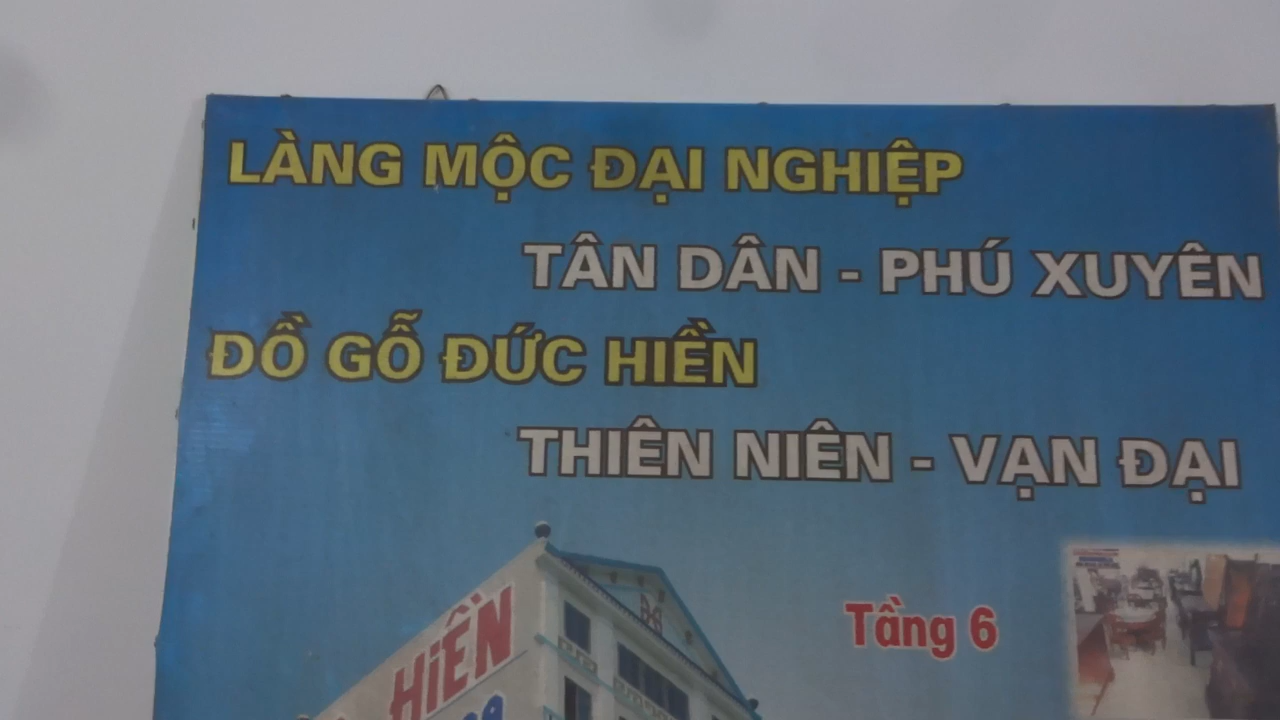 LÀNG MỘC ĐẠI NGHIỆP
TÂN DÂN - PHÚ XUYÊN
ĐỒ GỖ ĐỨC HIỀN
THIÊN NIÊN - VẠN ĐẠI
Tầng 6
HIỀN